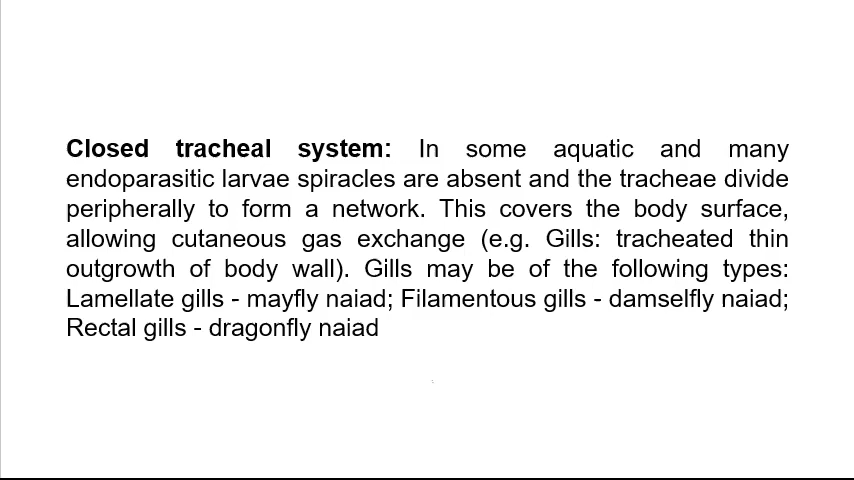 Closed tracheal system: In some aquatic and many
endoparasitic larvae spiracles are absent and the tracheae divide
peripherally to form a network. This covers the body surface,
allowing cutaneous gas exchange (e.g. Gills: tracheated thin
outgrowth of body wall). Gills may be of the following types:
Lamellate gills - mayfly naiad; Filamentous gills - damselfly naiad;
Rectal gills - dragonfly naiad